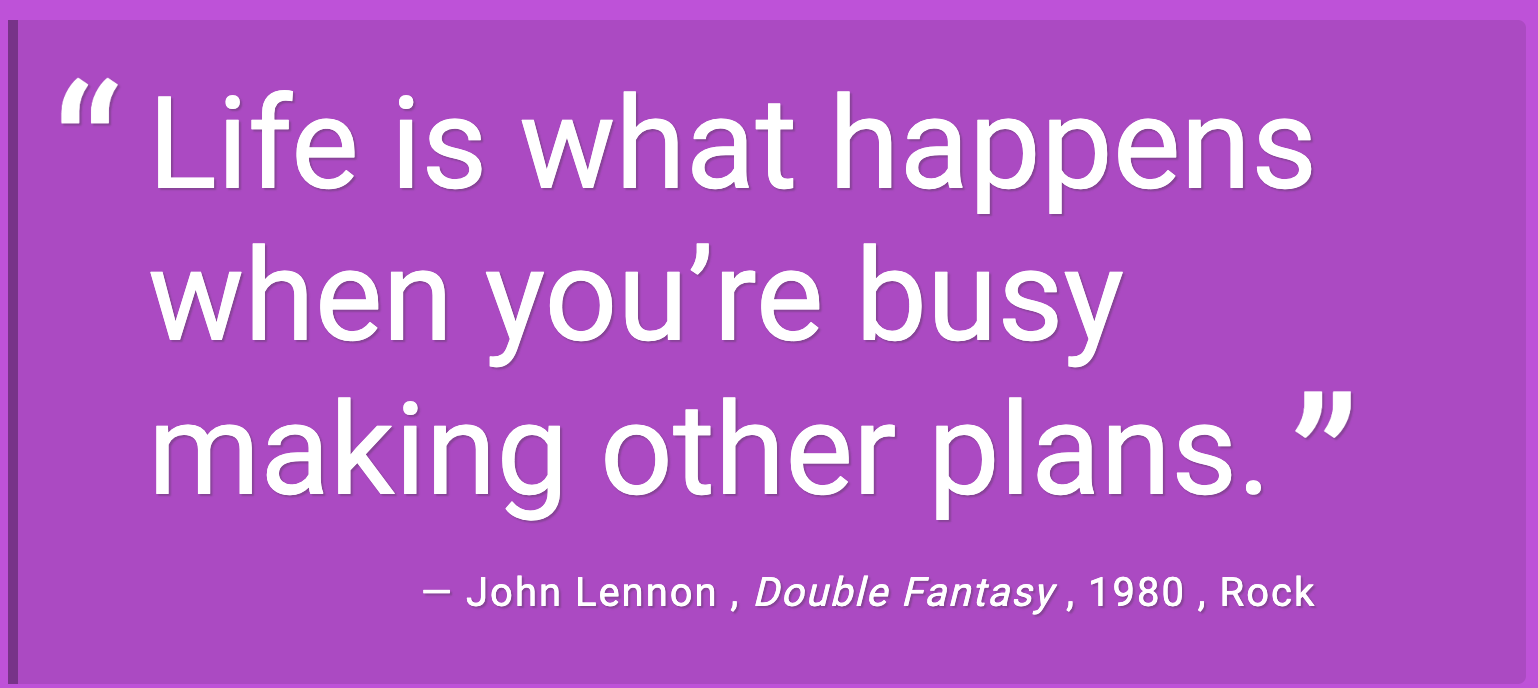 “ Life is what happens
when you’re busy
making other plans. ”
— John Lennon , Double Fantasy , 1980 , Rock